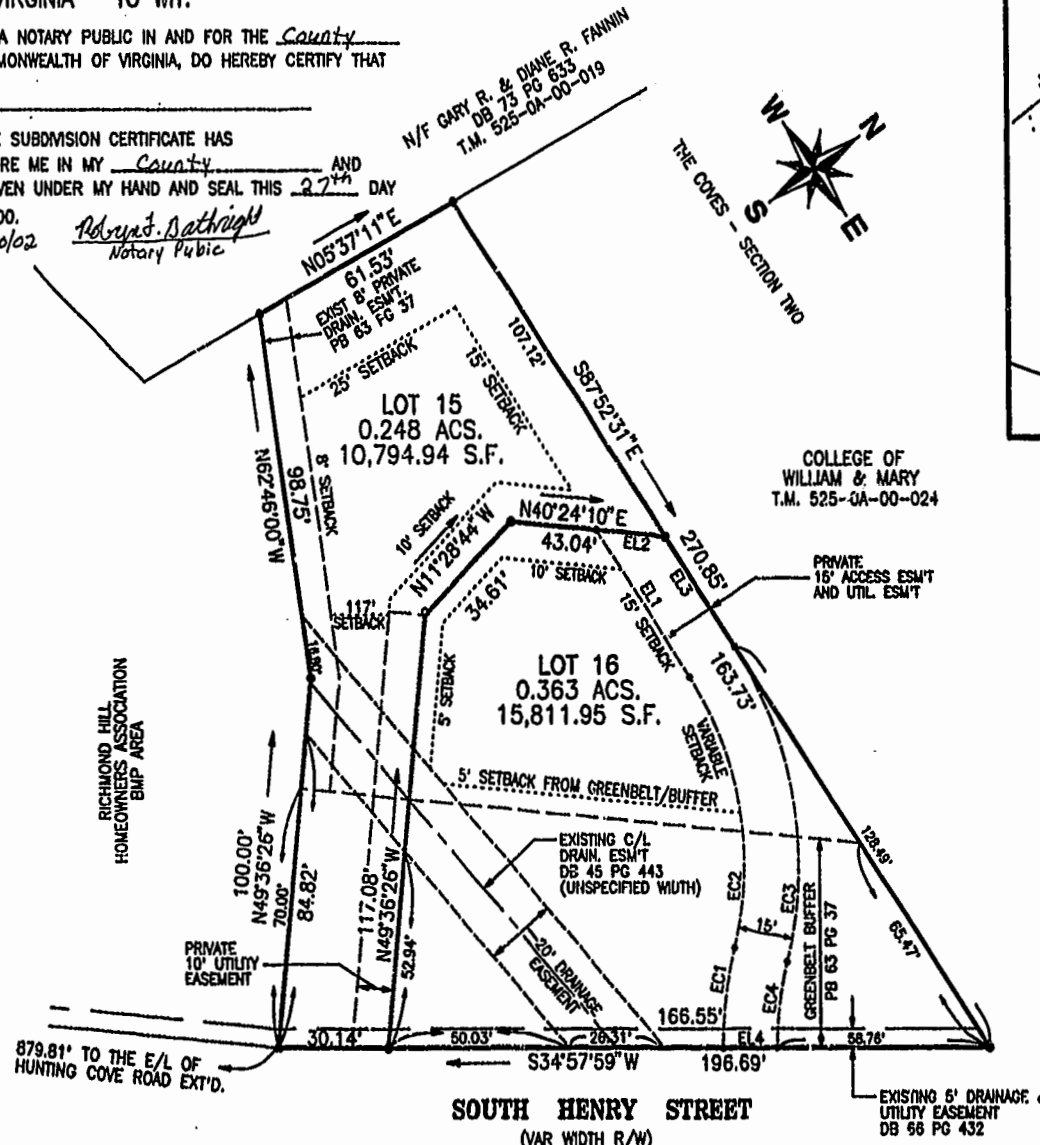 VIRGINIA TO WIT:
A NOTARY PUBLIC IN AND FOR THE County
MONWEALTH OF VIRGINIA, DO HEREBY CERTIFY THAT
SUBDIVISION CERTIFICATE HAS
RE ME IN MY County AND
VEN UNDER MY HAND AND SEAL THIS 27th DAY
Notary Pubic
N/F GARY R. & DIANE R. FANNIN
DB 73 PG 633
T.M. 525-0A-00-019
W
N
S
E
THE COVES - SECTION TWO
N05°37'11"E
61.53'
EXIST 8' PRIVATE
DRAIN. ESM'T.
PB 63 PG 37
25' SETBACK
15' SETBACK
107.12'
S87°52'31"E
270.85'
LOT 15
0.248 ACS.
10,794.94 S.F.
N62°46'00"W
98.75'
8' SETBACK
COLLEGE OF
WILLIAM & MARY
T.M. 525-0A-00-024
10' SETBACK
N11°28'44"W
34.61'
N40°24'10"E
43.04'
EL2
10' SETBACK
EL1
EL3
15' SETBACK
PRIVATE
15' ACCESS ESM'T
AND UTIL. ESM'T
117'
SETBACK
163.73'
LOT 16
0.363 ACS.
15,811.95 S.F.
5' SETBACK
VARIABLE
SETBACK
RICHMOND HILL
HOMEOWNERS ASSOCIATION
BMP AREA
5' SETBACK FROM GREENBELT/BUFFER
128.49'
EXISTING C/L
DRAIN. ESM'T
DB 45 PG 443
(UNSPECIFIED WIDTH)
100.00'
N49°36'26"W
70.00'
84.82'
117.08'
N49°36'26"W
52.94'
EC2
EC3
15'
GREENBELT BUFFER
PB 63 PG 37
65.47'
PRIVATE
10' UTILITY
EASEMENT
20' DRAINAGE
EASEMENT
EC1
EC4
166.55'
30.14'
50.03'
26.31'
EL4
56.76'
S34°57'59"W
196.69'
879.81' TO THE E/L OF
HUNTING COVE ROAD EXT'D.
EXISTING 5' DRAINAGE &
UTILITY EASEMENT
DB 66 PG 432
SOUTH HENRY STREET
(VAR WIDTH R/W)